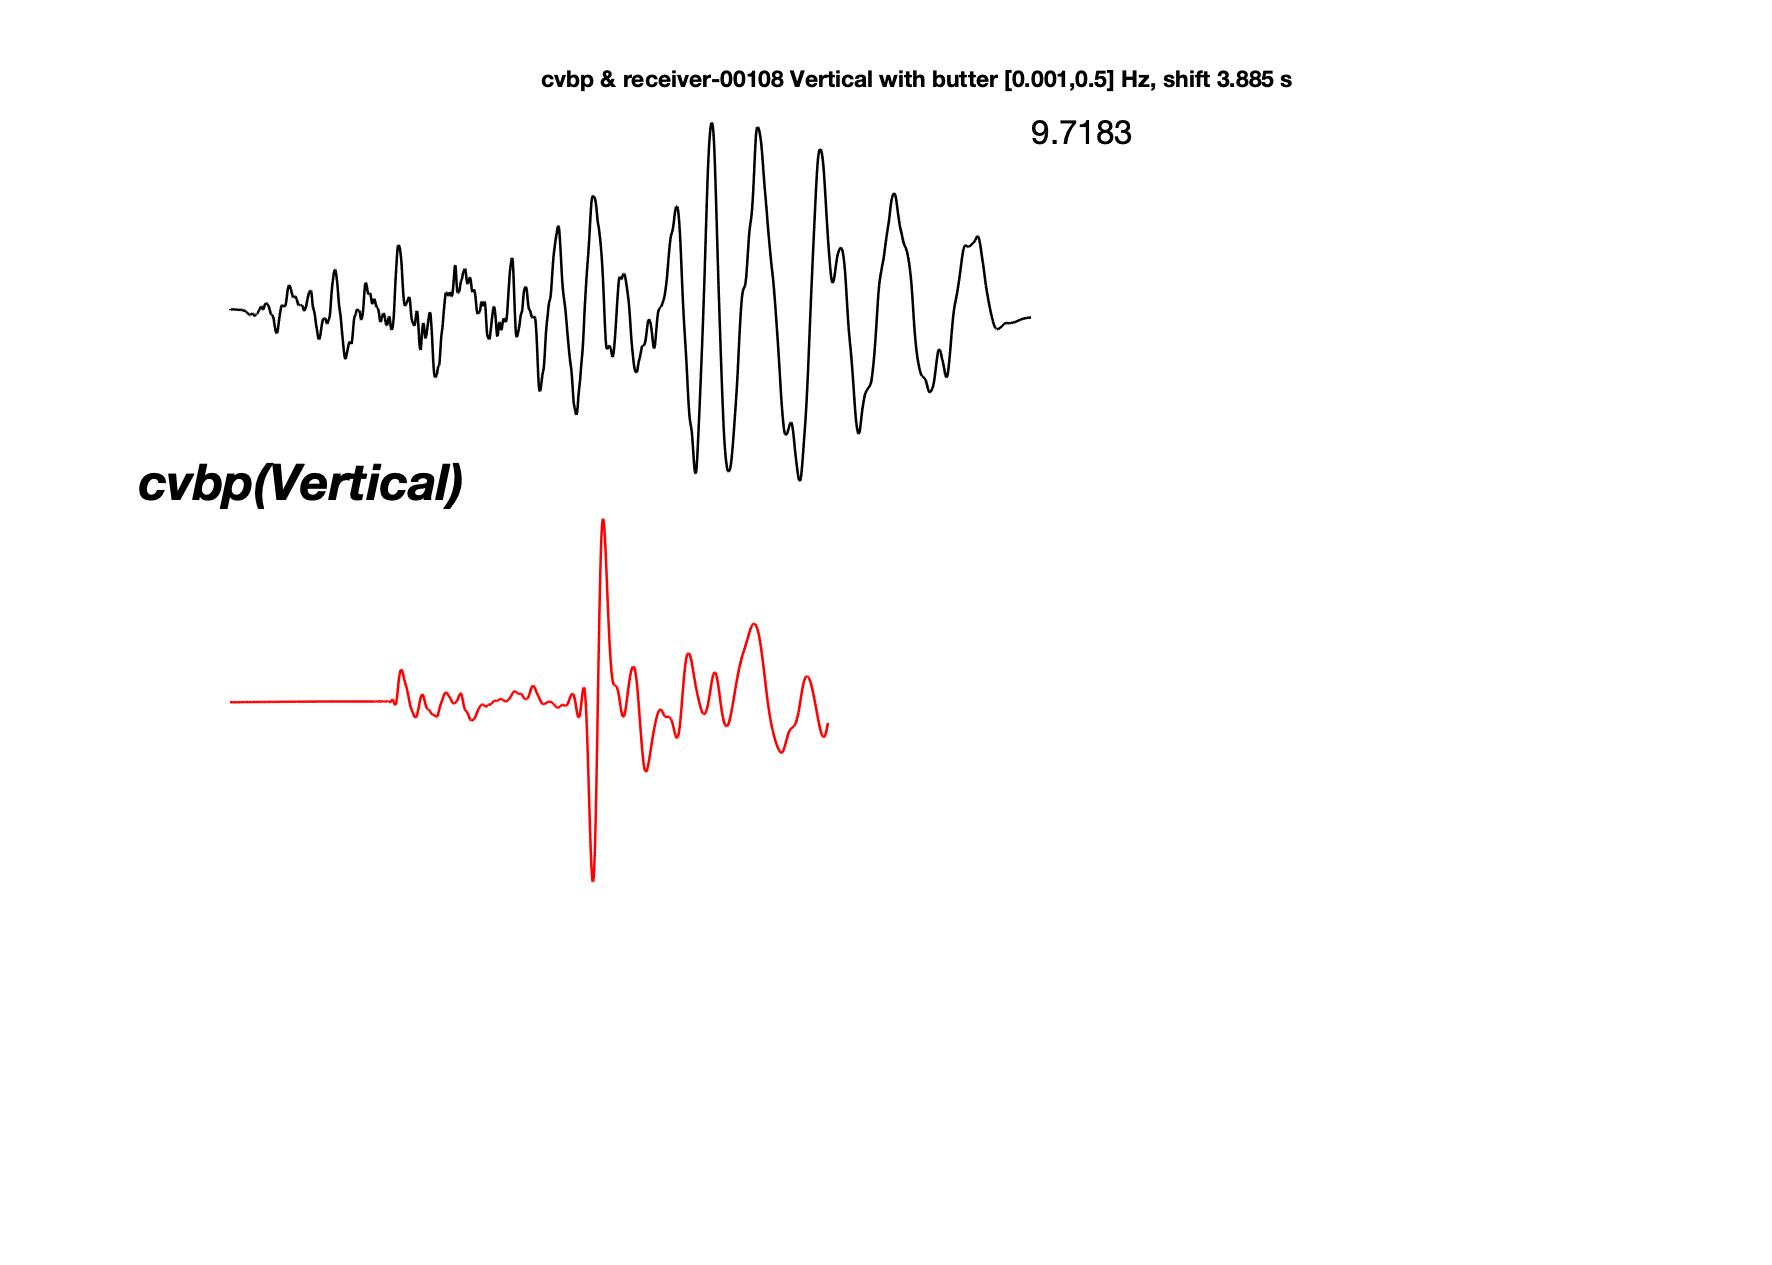 cvbp & receiver-00108 Vertical with butter [0.001,0.5] Hz, shift 3.885 s
9.7183
cvbp(Vertical)